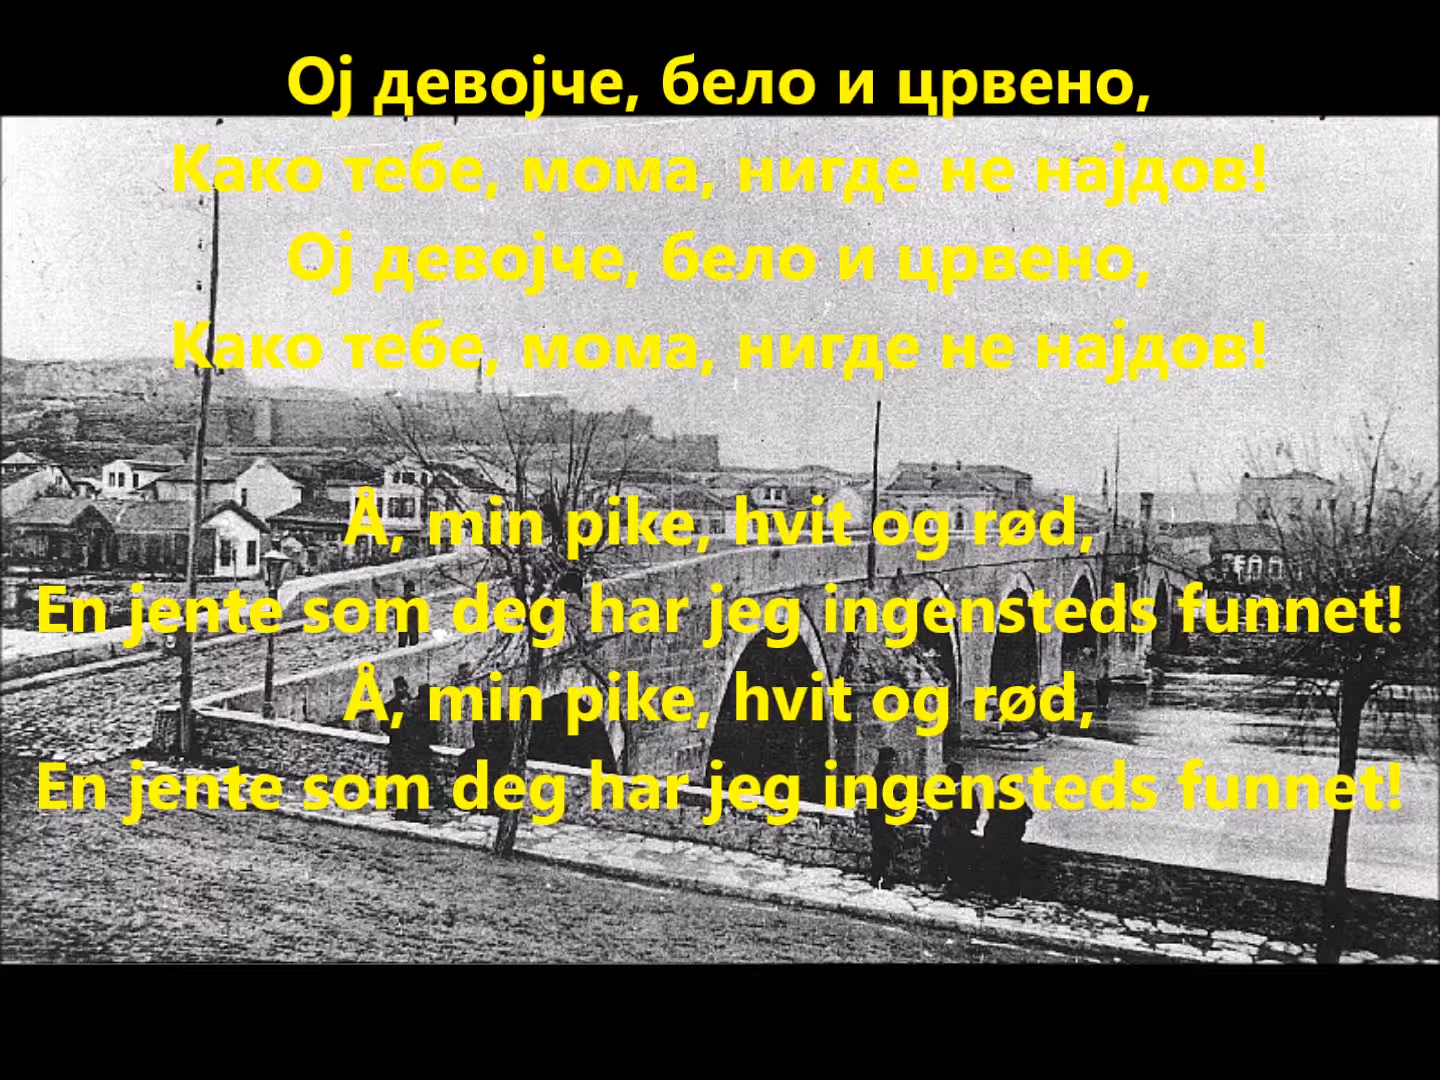 Ој девојче, бело и црвено,
Како тебе, мома, нигде не најдов!
Ој девојче, бело и црвено,
Како тебе, мома, нигде не најдов!
Å, min pike, hvit og rød,
En jente som deg har jeg ingensteds funnet!
Å, min pike, hvit og rød,
En jente som deg har jeg ingensteds funnet!